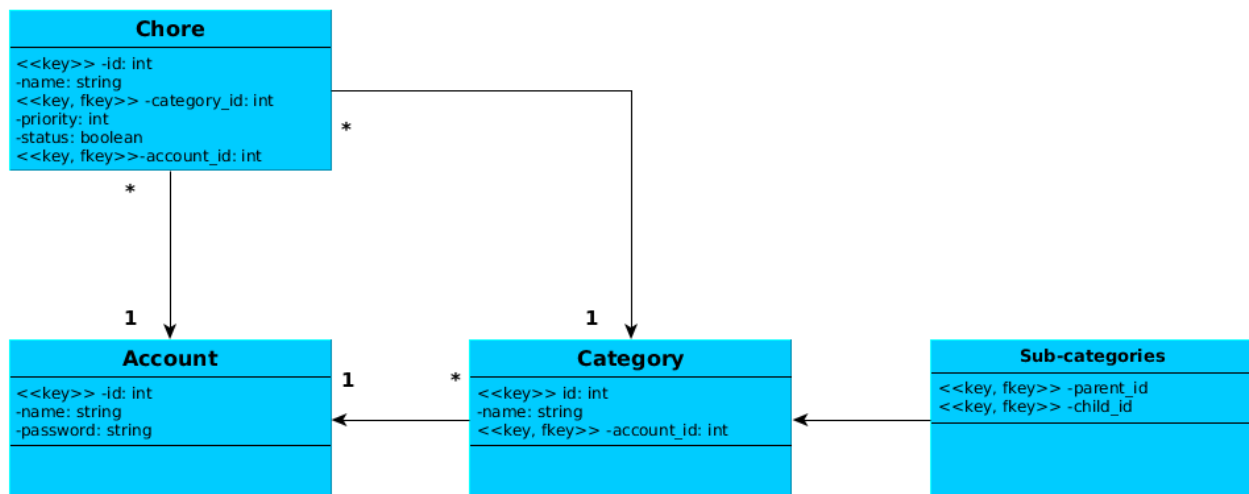 Chore
<<key>> -id: int
-name: string
<<key, fkey>> -category_id: int
-priority: int
-status: boolean
<<key, fkey>>-account_id: int
*
*
1
1
Account
<<key>> -id: int
-name: string
-password: string
1
*
Category
<<key>> id: int
-name: string
<<key, fkey>> -account_id: int
Sub-categories
<<key, fkey>> -parent_id
<<key, fkey>> -child_id